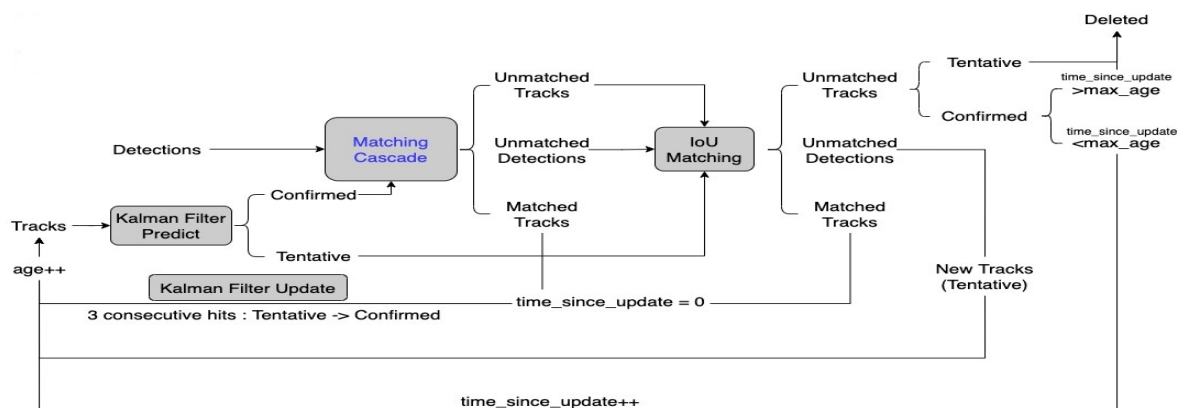 Deleted
Unmatched
Tracks
Unmatched
Tracks
Tentative
time_since_update
>max_age
Confirmed
time_since_update
<max_age
Detections
Matching
Cascade
Unmatched
Detections
IoU
Matching
Unmatched
Detections
Confirmed
Matched
Tracks
Matched
Tracks
Tracks
Kalman Filter
Predict
Tentative
age++
Kalman Filter Update
New Tracks
(Tentative)
time_since_update = 0
3 consecutive hits : Tentative -> Confirmed
time_since_update++